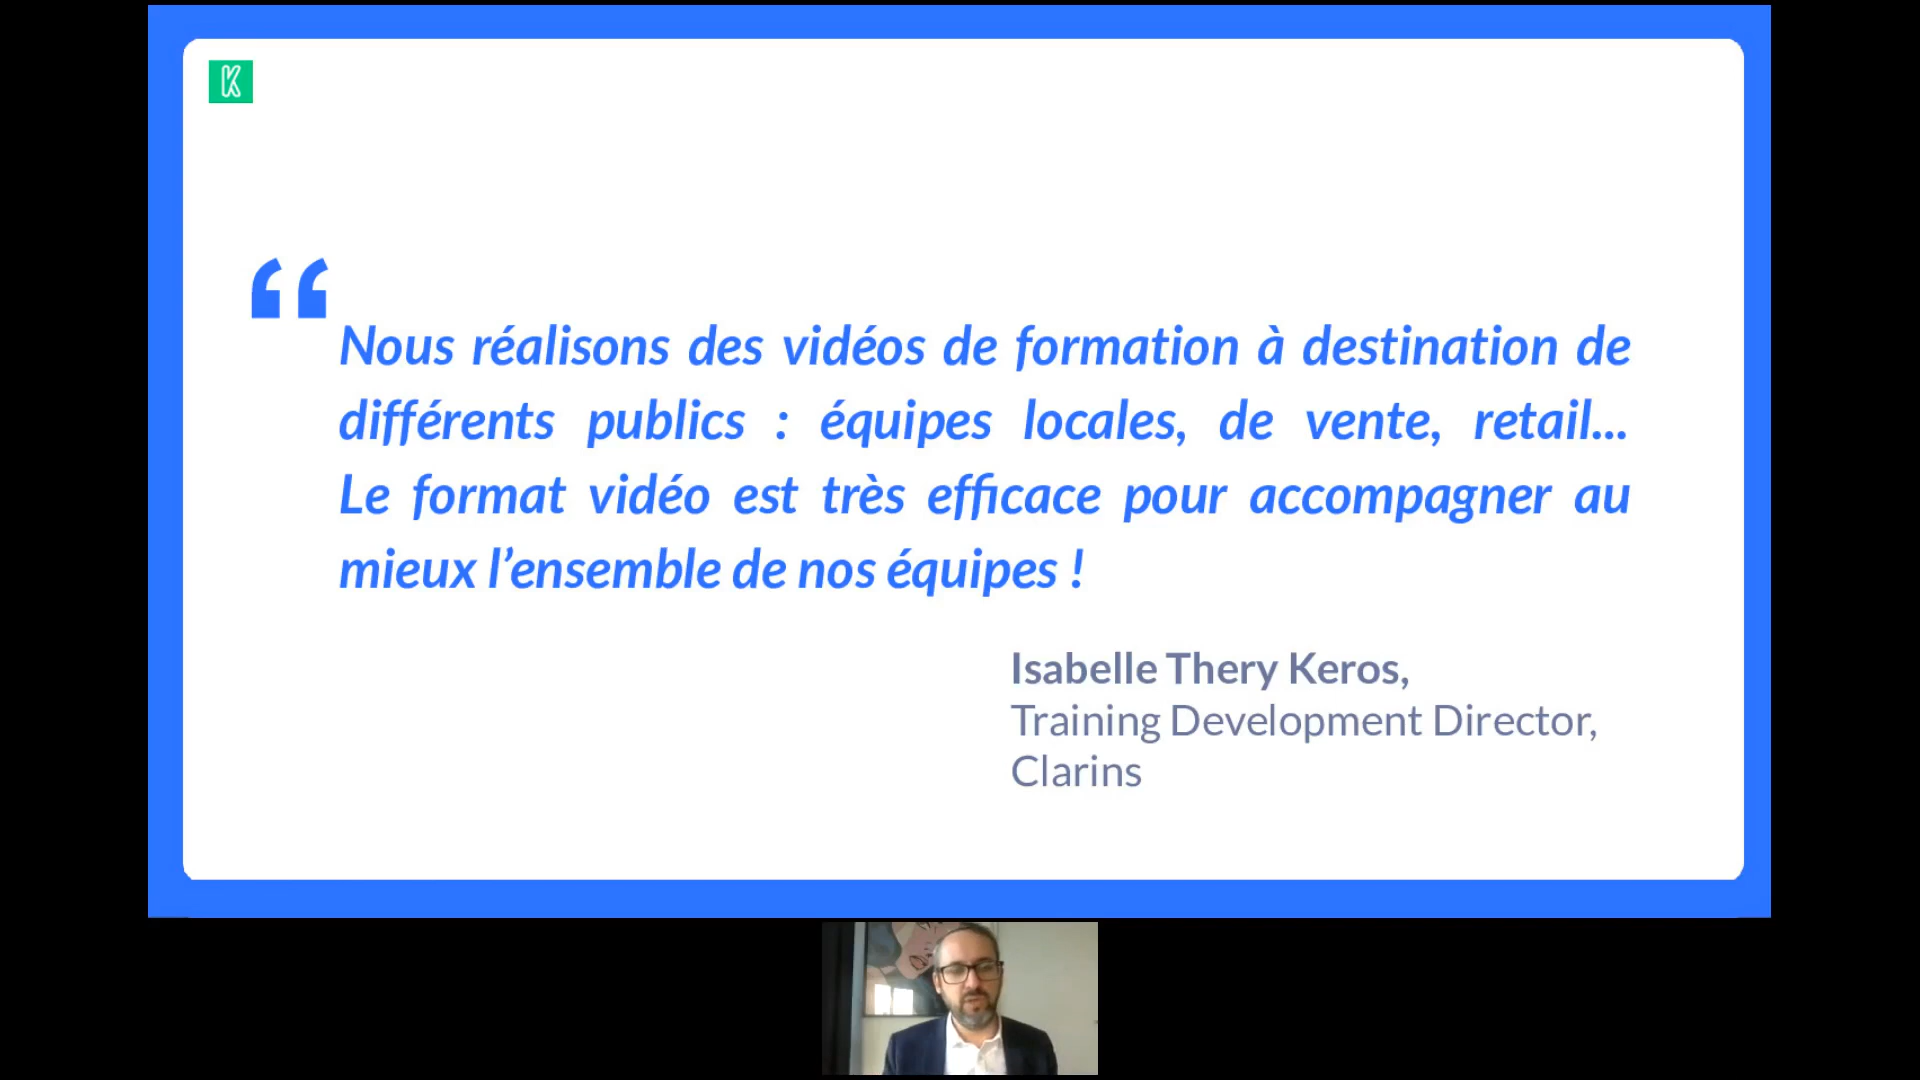 K
“
Nous réalisons des vidéos de formation à destination de
différents publics : équipes locales, de vente, retail...
Le format vidéo est très efficace pour accompagner au
mieux l’ensemble de nos équipes !
Isabelle Thery Keros,
Training Development Director,
Clarins